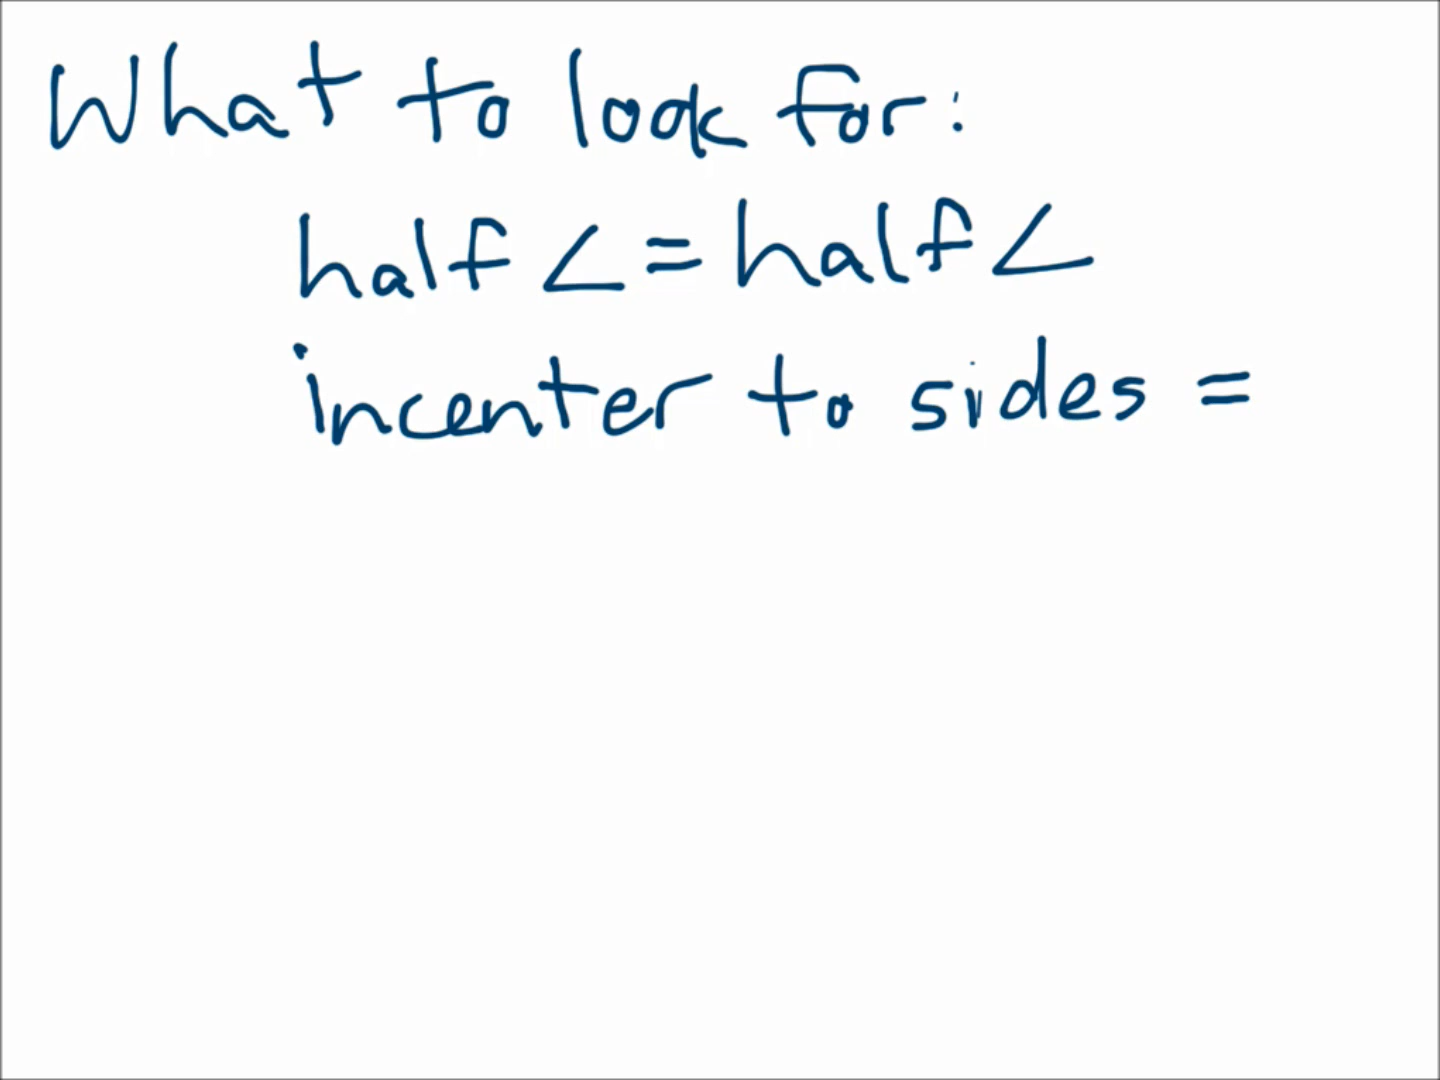 What to look for:
half ∠ = half ∠
incenter to sides =